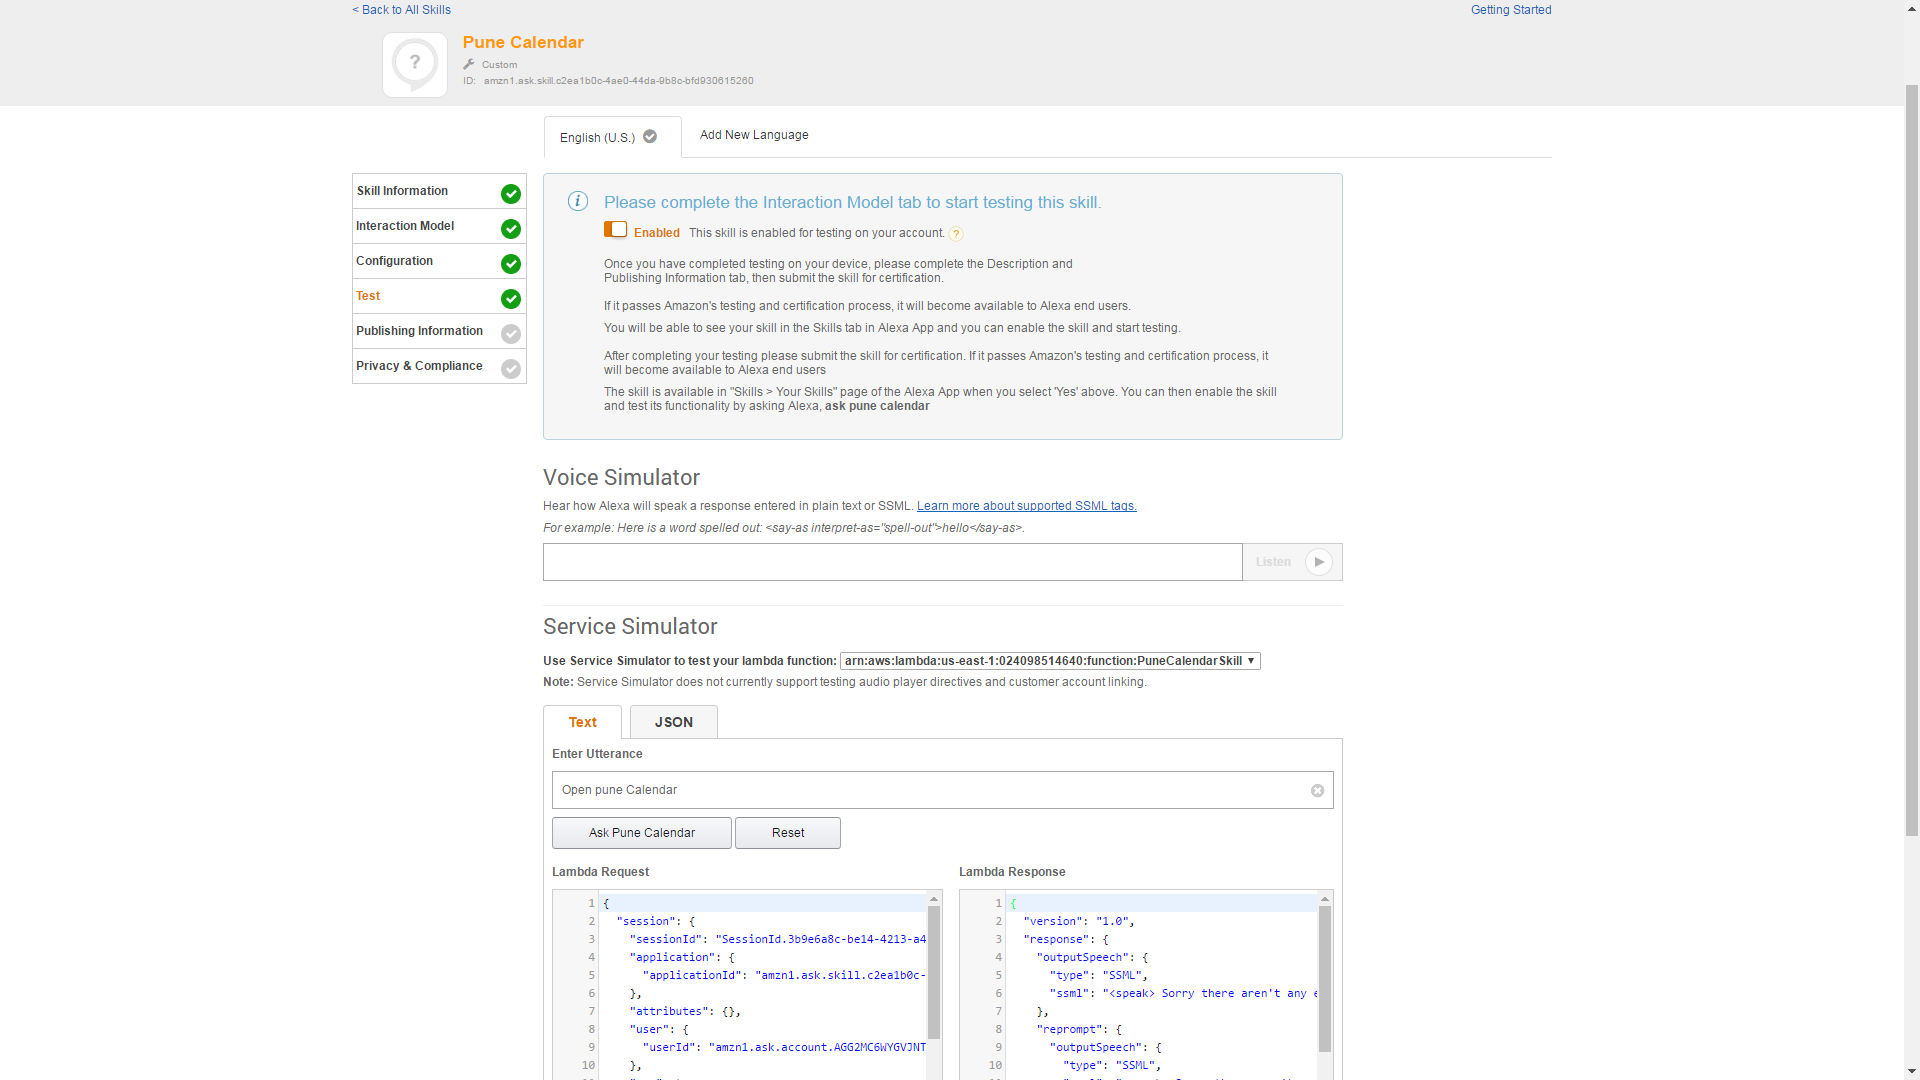 < Back to All Skills
Getting Started
Pune Calendar
Custom
ID: amzn1.ask.skill.c2ea1b0c-4ae0-44da-9b8c-bfd930615260
English (U.S.)
Add New Language
Skill Information
Interaction Model
Configuration
Test
Publishing Information
Privacy & Compliance
Please complete the Interaction Model tab to start testing this skill.
Enabled This skill is enabled for testing on your account. ?
Once you have completed testing on your device, please complete the Description and
Publishing Information tab, then submit the skill for certification.
If it passes Amazon's testing and certification process, it will become available to Alexa end users.
You will be able to see your skill in the Skills tab in Alexa App and you can enable the skill and start testing.
After completing your testing please submit the skill for certification. If it passes Amazon's testing and certification process, it
will become available to Alexa end users
The skill is available in "Skills > Your Skills" page of the Alexa App when you select 'Yes' above. You can then enable the skill
and test its functionality by asking Alexa, ask pune calendar
Voice Simulator
Hear how Alexa will speak a response entered in plain text or SSML. Learn more about supported SSML tags.
For example: Here is a word spelled out: <say-as interpret-as="spell-out">hello</say-as>.
Listen
Service Simulator
Use Service Simulator to test your lambda function: arn:aws:lambda:us-east-1:024098514640:function:PuneCalendarSkill
Note: Service Simulator does not currently support testing audio player directives and customer account linking.
Text
JSON
Enter Utterance
Open pune Calendar
Ask Pune Calendar
Reset
Lambda Request
1 {
2 "session": {
3 "sessionId": "SessionId.3b9e6a8c-be14-4213-a4
4 "application": {
5 "applicationId": "amzn1.ask.skill.c2ea1b0c-
6 },
7 "attributes": {},
8 "user": {
9 "userId": "amzn1.ask.account.AGG2MC6WYGVJNT
10 },
Lambda Response
1 {
2 "version": "1.0",
3 "response": {
4 "outputSpeech": {
5 "type": "SSML",
6 "ssml": "<speak> Sorry there aren't any e
7 },
8 "reprompt": {
9 "outputSpeech": {
10 "type": "SSML",